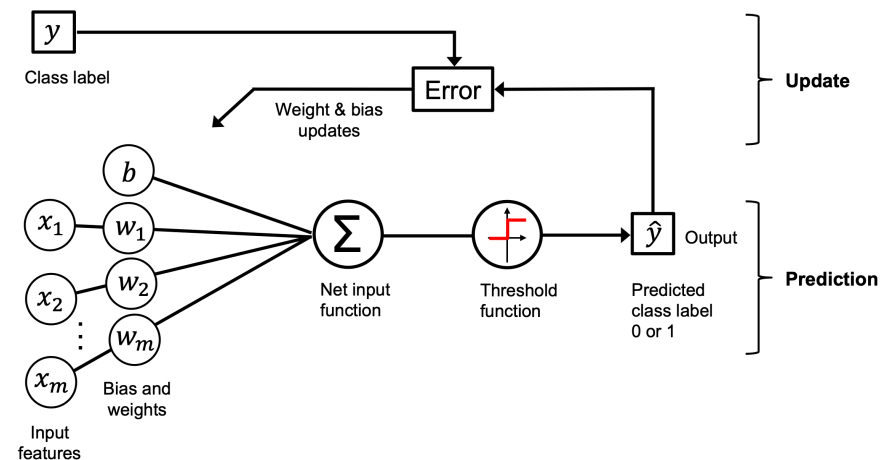 y
Class label
Error
Update
Weight & bias
updates
b
x₁
w₁
x₂
w₂
⋮
wₘ
xₘ
Σ
ŷ
Output
Net input
function
Threshold
function
Predicted
class label
0 or 1
Prediction
Bias and
weights
Input
features